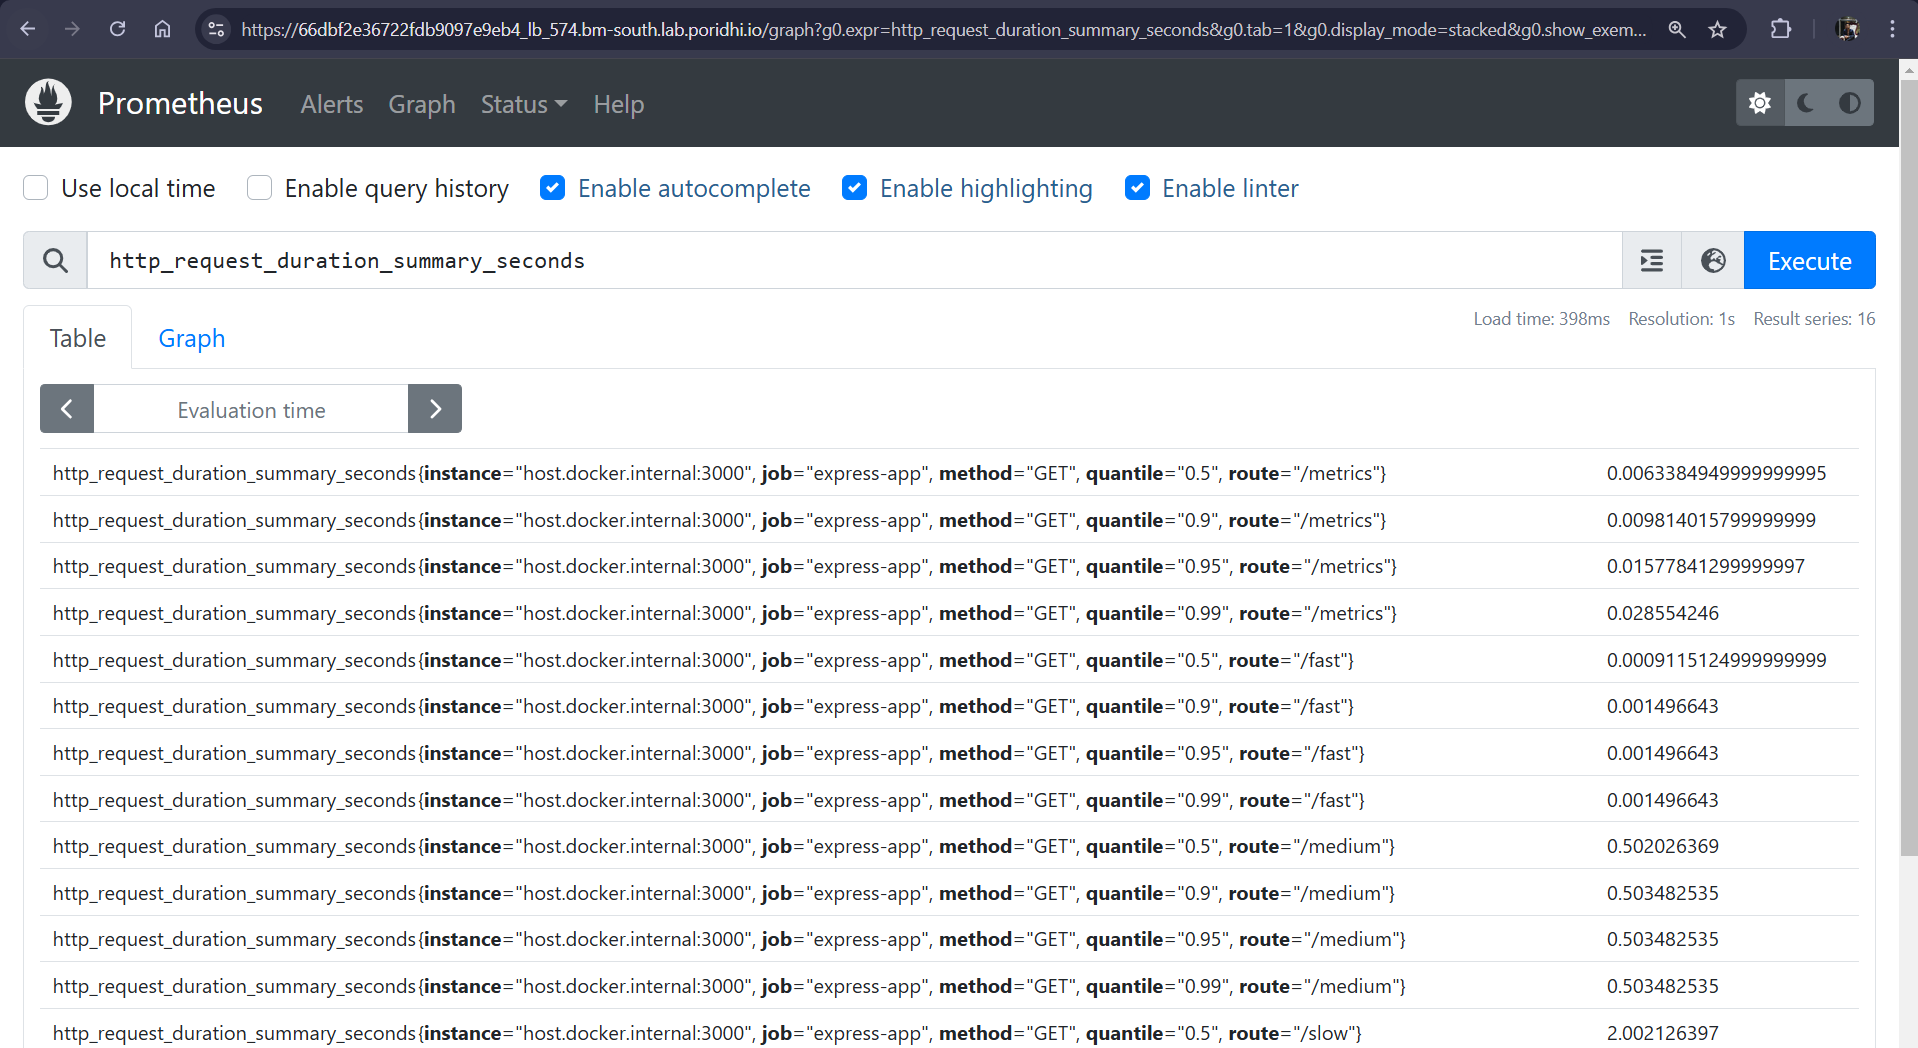 https://66dbf2e36722fdb9097e9eb4_lb_574.bm-south.lab.poridhi.io/graph?g0.expr=http_request_duration_summary_seconds&g0.tab=1&g0.display_mode=stacked&g0.show_exem...
Prometheus Alerts Graph Status Help
Use local time Enable query history Enable autocomplete Enable highlighting Enable linter
http_request_duration_summary_seconds Execute
Table Graph Load time: 398ms Resolution: 1s Result series: 16
Evaluation time
http_request_duration_summary_seconds{instance="host.docker.internal:3000", job="express-app", method="GET", quantile="0.5", route="/metrics"} 0.0063384949999999995
http_request_duration_summary_seconds{instance="host.docker.internal:3000", job="express-app", method="GET", quantile="0.9", route="/metrics"} 0.009814015799999999
http_request_duration_summary_seconds{instance="host.docker.internal:3000", job="express-app", method="GET", quantile="0.95", route="/metrics"} 0.01577841299999997
http_request_duration_summary_seconds{instance="host.docker.internal:3000", job="express-app", method="GET", quantile="0.99", route="/metrics"} 0.028554246
http_request_duration_summary_seconds{instance="host.docker.internal:3000", job="express-app", method="GET", quantile="0.5", route="/fast"} 0.0009115124999999999
http_request_duration_summary_seconds{instance="host.docker.internal:3000", job="express-app", method="GET", quantile="0.9", route="/fast"} 0.001496643
http_request_duration_summary_seconds{instance="host.docker.internal:3000", job="express-app", method="GET", quantile="0.95", route="/fast"} 0.001496643
http_request_duration_summary_seconds{instance="host.docker.internal:3000", job="express-app", method="GET", quantile="0.99", route="/fast"} 0.001496643
http_request_duration_summary_seconds{instance="host.docker.internal:3000", job="express-app", method="GET", quantile="0.5", route="/medium"} 0.502026369
http_request_duration_summary_seconds{instance="host.docker.internal:3000", job="express-app", method="GET", quantile="0.9", route="/medium"} 0.503482535
http_request_duration_summary_seconds{instance="host.docker.internal:3000", job="express-app", method="GET", quantile="0.95", route="/medium"} 0.503482535
http_request_duration_summary_seconds{instance="host.docker.internal:3000", job="express-app", method="GET", quantile="0.99", route="/medium"} 0.503482535
http_request_duration_summary_seconds{instance="host.docker.internal:3000", job="express-app", method="GET", quantile="0.5", route="/slow"} 2.002126397